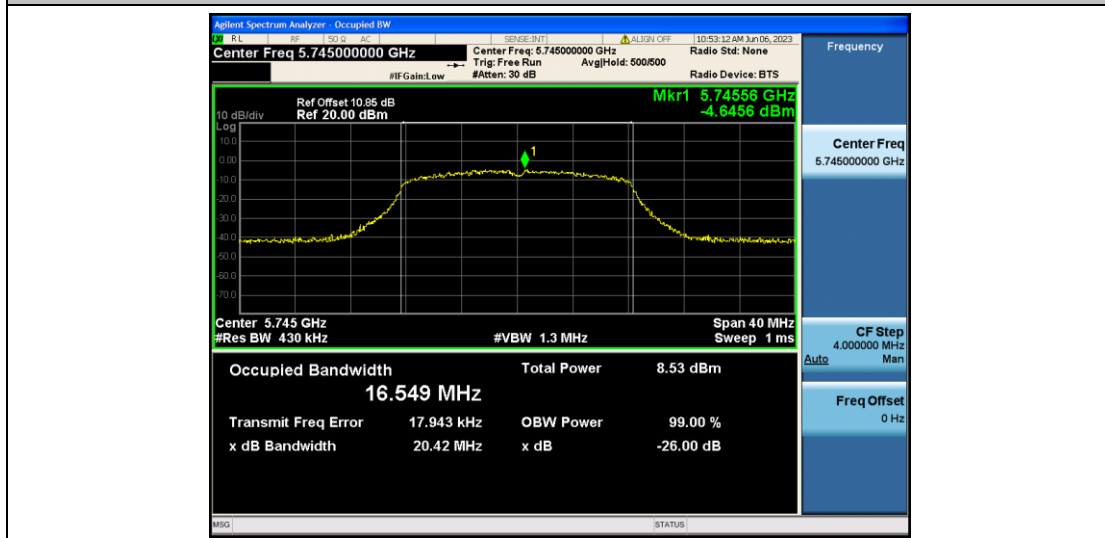 Agilent Spectrum Analyzer - Occupied BW
RL RF 50 Ω AC SENSE:INT ALIGN OFF 10:53:12 AM Jun 06, 2023
Center Freq 5.745000000 GHz Center Freq: 5.745000000 GHz Radio Std: None
Trig: Free Run Avg|Hold: 500/500
#IFGain:Low #Atten: 30 dB Radio Device: BTS
Frequency
Mkr1 5.74556 GHz
-4.6456 dBm
Ref Offset 10.85 dB
10 dB/div Ref 20.00 dBm
Log
10.0
0.00
-10.0
-20.0
-30.0
-40.0
-50.0
-60.0
-70.0
1
Center 5.745 GHz Span 40 MHz
#Res BW 430 kHz #VBW 1.3 MHz Sweep 1 ms
Occupied Bandwidth Total Power 8.53 dBm
16.549 MHz
Transmit Freq Error 17.943 kHz OBW Power 99.00 %
x dB Bandwidth 20.42 MHz x dB -26.00 dB
Center Freq
5.745000000 GHz
CF Step
4.000000 MHz
Auto Man
Freq Offset
0 Hz
MSG STATUS